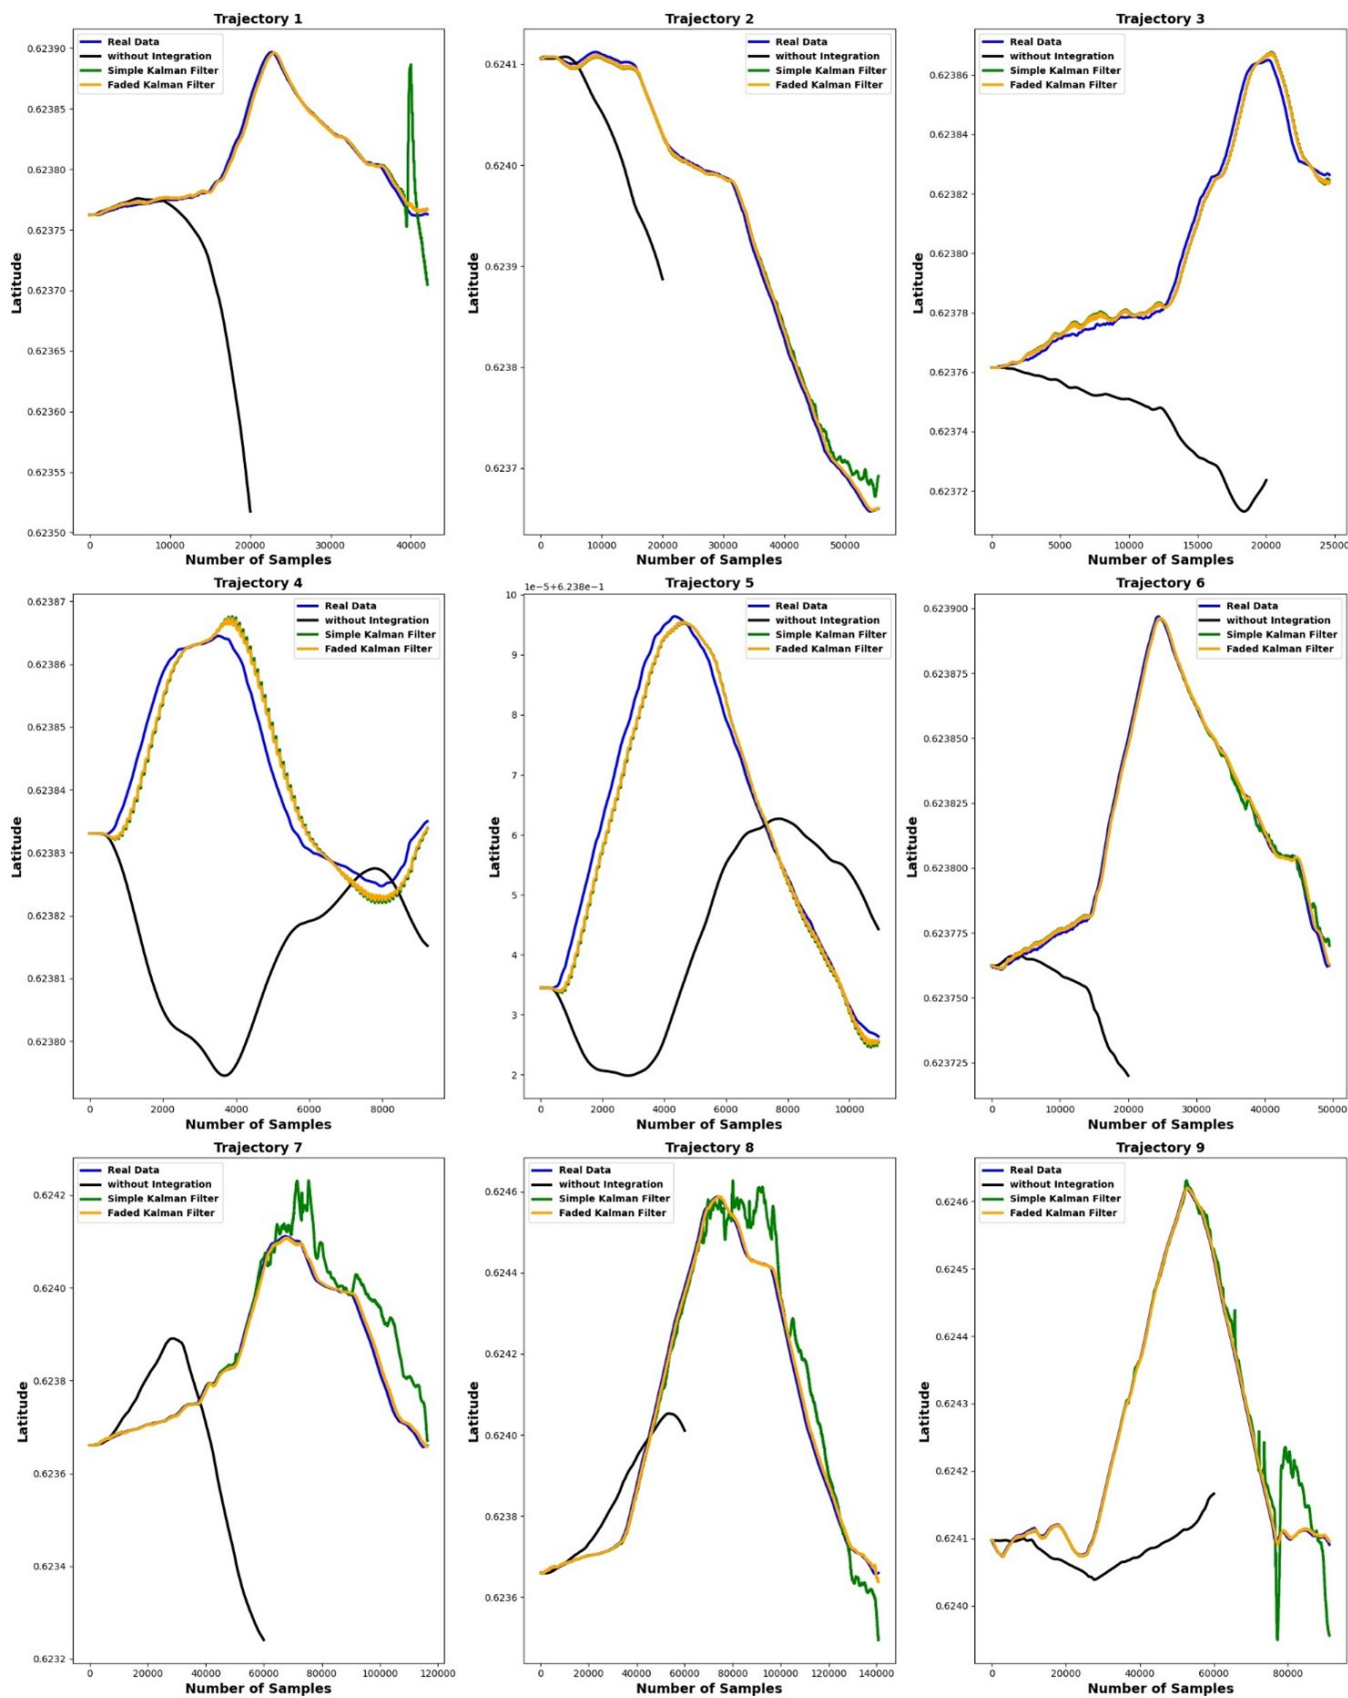 Trajectory 1
Real Data
without Integration
Simple Kalman Filter
Faded Kalman Filter
0.62390
0.62385
0.62380
0.62375
0.62370
0.62365
0.62360
0.62355
0.62350
Latitude
0 10000 20000 30000 40000
Number of Samples
Trajectory 2
Real Data
without Integration
Simple Kalman Filter
Faded Kalman Filter
0.6241
0.6240
0.6239
0.6238
0.6237
Latitude
0 10000 20000 30000 40000 50000
Number of Samples
Trajectory 3
Real Data
without Integration
Simple Kalman Filter
Faded Kalman Filter
0.62386
0.62384
0.62382
0.62380
0.62378
0.62376
0.62374
0.62372
Latitude
0 5000 10000 15000 20000 25000
Number of Samples
Trajectory 4
Real Data
without Integration
Simple Kalman Filter
Faded Kalman Filter
0.62387
0.62386
0.62385
0.62384
0.62383
0.62382
0.62381
0.62380
Latitude
0 2000 4000 6000 8000
Number of Samples
Trajectory 5
1e−5+6.238e−1
Real Data
without Integration
Simple Kalman Filter
Faded Kalman Filter
10
9
8
7
6
5
4
3
2
Latitude
0 2000 4000 6000 8000 10000
Number of Samples
Trajectory 6
Real Data
without Integration
Simple Kalman Filter
Faded Kalman Filter
0.623900
0.623875
0.623850
0.623825
0.623800
0.623775
0.623750
0.623725
Latitude
0 10000 20000 30000 40000 50000
Number of Samples
Trajectory 7
Real Data
without Integration
Simple Kalman Filter
Faded Kalman Filter
0.6242
0.6240
0.6238
0.6236
0.6234
0.6232
Latitude
0 20000 40000 60000 80000 100000 120000
Number of Samples
Trajectory 8
Real Data
without Integration
Simple Kalman Filter
Faded Kalman Filter
0.6246
0.6244
0.6242
0.6240
0.6238
0.6236
Latitude
0 20000 40000 60000 80000 100000 120000 140000
Number of Samples
Trajectory 9
Real Data
without Integration
Simple Kalman Filter
Faded Kalman Filter
0.6246
0.6245
0.6244
0.6243
0.6242
0.6241
0.6240
Latitude
0 20000 40000 60000 80000
Number of Samples